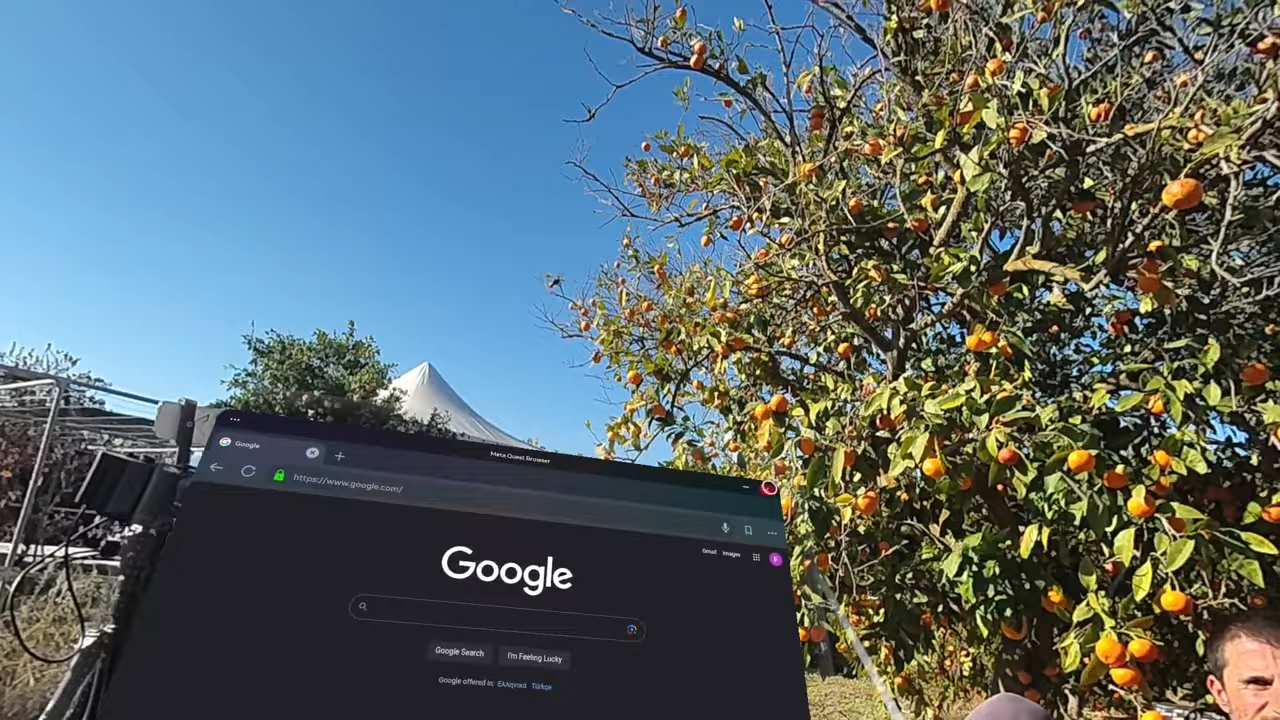 Google
Meta Quest Browser
https://www.google.com/
Gmail Images
F
Google
Google Search I'm Feeling Lucky
Google offered in: Ελληνικά Türkçe